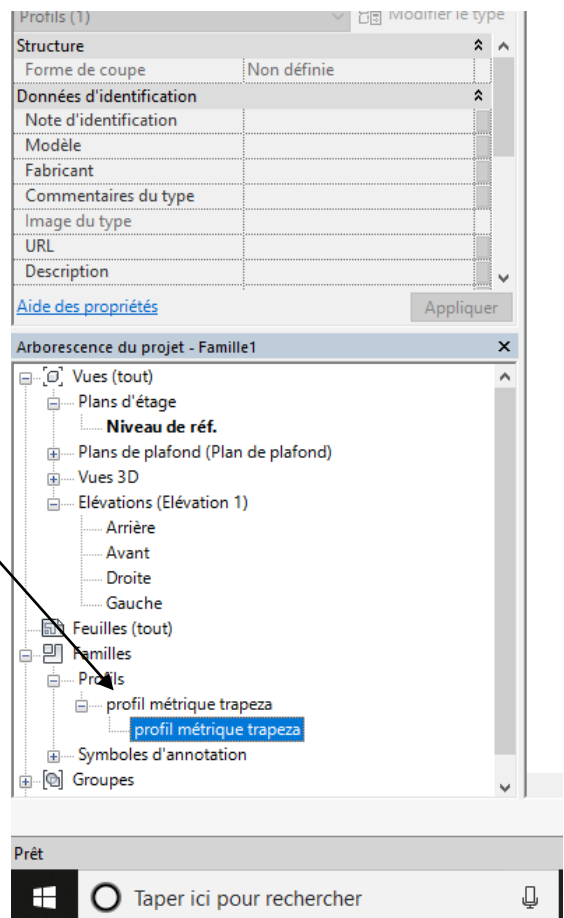 Profils (1) Modifier le type
Structure
Forme de coupe Non définie
Données d'identification
Note d'identification
Modèle
Fabricant
Commentaires du type
Image du type
URL
Description
Aide des propriétés Appliquer
Arborescence du projet - Famille1
Vues (tout)
Plans d'étage
Niveau de réf.
Plans de plafond (Plan de plafond)
Vues 3D
Elévations (Elévation 1)
Arrière
Avant
Droite
Gauche
Feuilles (tout)
Familles
Profils
profil métrique trapeza
profil métrique trapeza
Symboles d'annotation
Groupes
Prêt
Taper ici pour rechercher